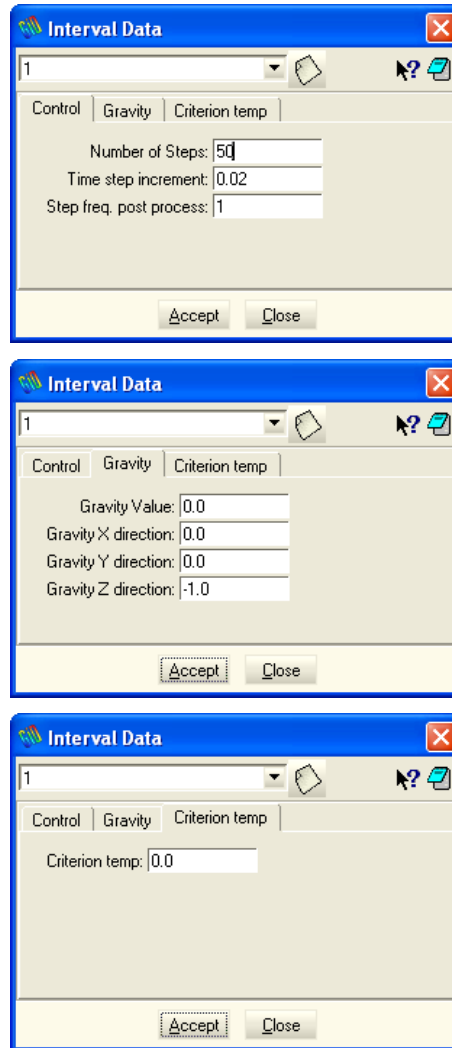 Interval Data
1
Control Gravity Criterion temp
Number of Steps: 50
Time step increment: 0.02
Step freq. post process: 1
Accept Close
Interval Data
1
Control Gravity Criterion temp
Gravity Value: 0.0
Gravity X direction: 0.0
Gravity Y direction: 0.0
Gravity Z direction: -1.0
Accept Close
Interval Data
1
Control Gravity Criterion temp
Criterion temp: 0.0
Accept Close